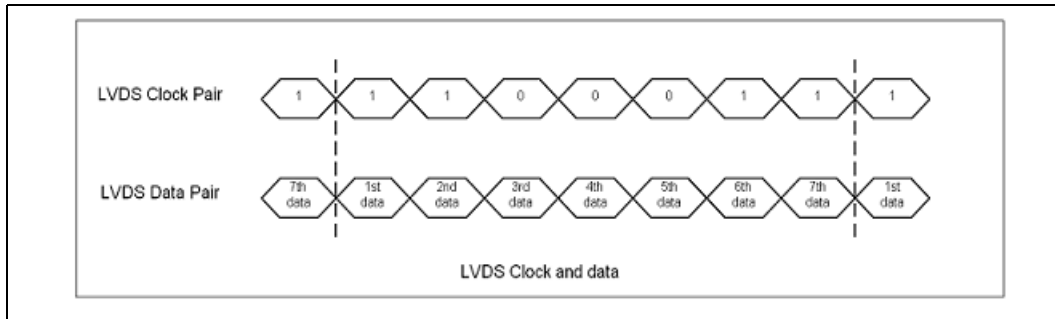 LVDS Clock Pair 1 1 1 0 0 0 1 1 1
LVDS Data Pair 7th data 1st data 2nd data 3rd data 4th data 5th data 6th data 7th data 1st data
LVDS Clock and data